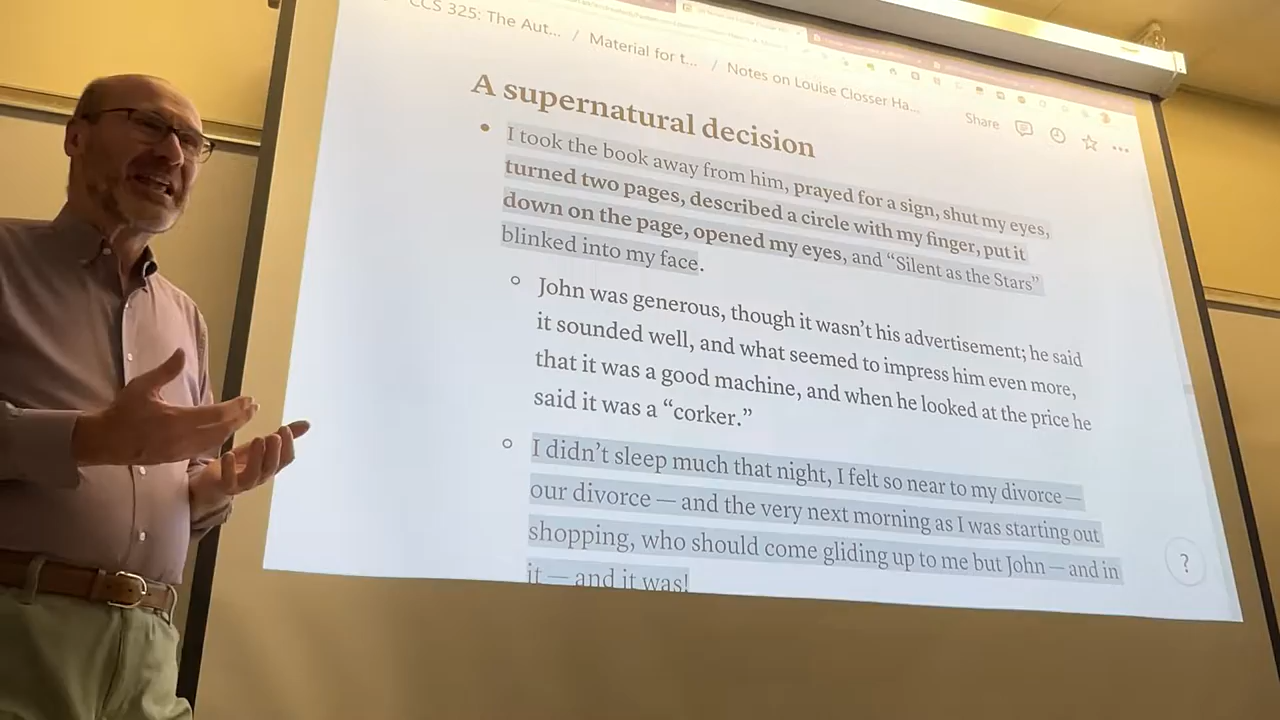 CCS 325: The Aut... / Material for t... / Notes on Louise Closser Ha...
Share
A supernatural decision
I took the book away from him, prayed for a sign, shut my eyes,
turned two pages, described a circle with my finger, put it
down on the page, opened my eyes, and “Silent as the Stars”
blinked into my face.
John was generous, though it wasn’t his advertisement; he said
it sounded well, and what seemed to impress him even more,
that it was a good machine, and when he looked at the price he
said it was a “corker.”
I didn’t sleep much that night, I felt so near to my divorce —
our divorce — and the very next morning as I was starting out
shopping, who should come gliding up to me but John — and in
it — and it was!
?